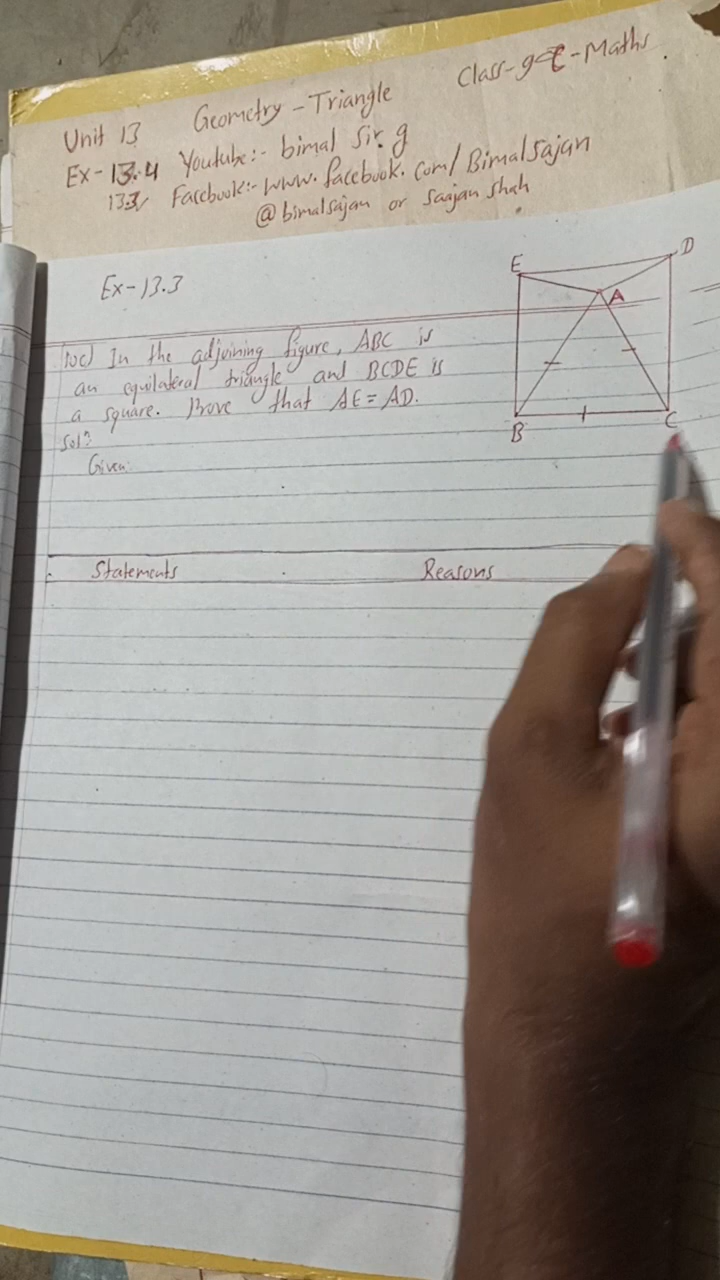 Unit 13 Geometry - Triangle Class-9 - Maths
Ex-13.4 Youtube:- bimal sir g
13.3 Facebook:- www.facebook.com/Bimalsajan
@bimalsajan or saajan shah
Ex-13.3
10c) In the adjoining figure, ABC is
an equilateral triangle and BCDE is
a square. Prove that AE = AD.
Solⁿ:
Given:
E D
A
B C
Statements Reasons